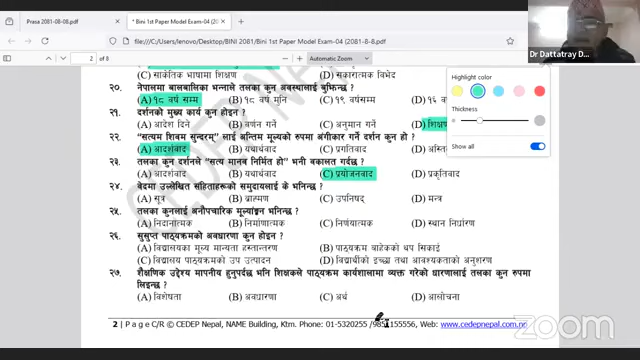 Prasa 2081-08-08.pdf
* Bini 1st Paper Model Exam-04 (2
file:///C:/Users/lenovo/Desktop/BINI 2081/Bini 1st Paper Model Exam-04 (2081-8-8.pdf
2 of 8
Automatic Zoom
Dr Dattatray D...
Highlight color
Thickness
Show all
(C) सांकेतिक भाषामा शिक्षण (D) सकारात्मक विभेद
२०. नेपालमा बालबालिका भन्नाले तलका कुन अवस्थालाई बुझिन्छ ?
(A) १८ वर्ष सम्म (B) १८ वर्ष मुनि (C) १९ वर्षसम्म (D) १६ व
२१. दर्शनको मुख्य कार्य कुन होइन ?
(A) आदेश दिने (B) वर्णन गर्ने (C) अनुमान गर्ने (D) शिक्षण
२२. "सत्यम शिवम सुन्दरम्" लाई अन्तिम मूल्यको रुपमा अंगीकार गर्ने दर्शन कुन हो ?
(A) आदर्शवाद (B) यथार्थवाद (C) प्रगतिवाद (D) अस्ति
२३. तलका कुन दर्शनले "सत्य मानव निर्मित हो" भनी वकालत गर्दछ ?
(A) आदर्शवाद (B) यथार्थवाद (C) प्रयोजनवाद (D) प्रकृतिवाद
२४. वेदमा उल्लेखित संहिताहरूको समुदायलाई के भनिन्छ ?
(A) सूत्र (B) ब्राह्मण (C) उपनिषद् (D) मन्त्र
२५. तलका कुनलाई अनौपचारिक मूल्याङ्कन भनिन्छ ?
(A) निदानात्मक (B) निर्माणात्मक (C) निर्णयात्मक (D) स्थान निर्धारण
२६. सुसुप्त पाठ्यक्रमको अवधारणा कुन होइन ?
(A) विद्यालयका मूल्य मान्यता हस्तान्तरण (B) पाठ्यक्रम बाहेकको थप सिकाई
(C) विद्यालय पाठ्यक्रमको उप उत्पादन (D) विद्यार्थीको इच्छा तथा आवश्यकताको अनुशरण
२७. शैक्षणिक उद्देश्य मापनीय हुनुपर्दछ भनि शिक्षकले पाठ्यक्रम कार्यशालामा व्यक्त गरेको धारणालाई तलका कुन रुपमा
लिइन्छ ?
(A) विशेषता (B) अवधारणा (C) अर्थ (D) आलोचना
2 | P a g e C/R © CEDEP Nepal, NAME Building, Ktm. Phone: 01-5320255 /9851155556, Web: www.cedepnepal.com.np
zoom